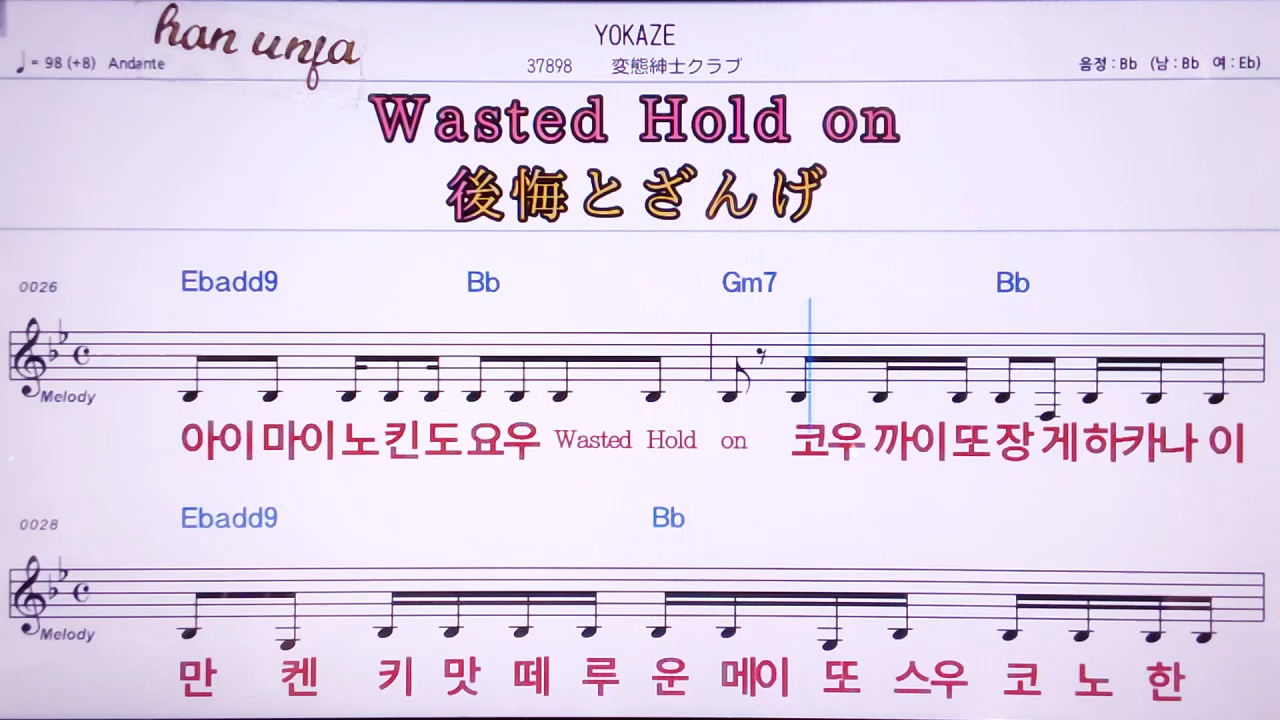 han unfa
YOKAZE
♩= 98 (+8) Andante
37898 変態紳士クラブ
음정 : Bb (남 : Bb 여 : Eb)
Wasted Hold on
後悔とざんげ
0026 Ebadd9 Bb Gm7 Bb
Melody
아이마이노킨도요우 Wasted Hold on 코우 까이또장게하카나 이
0028 Ebadd9 Bb
Melody
만 켄 키 맛 떼 루 운 메이 또 스우 코 노 한